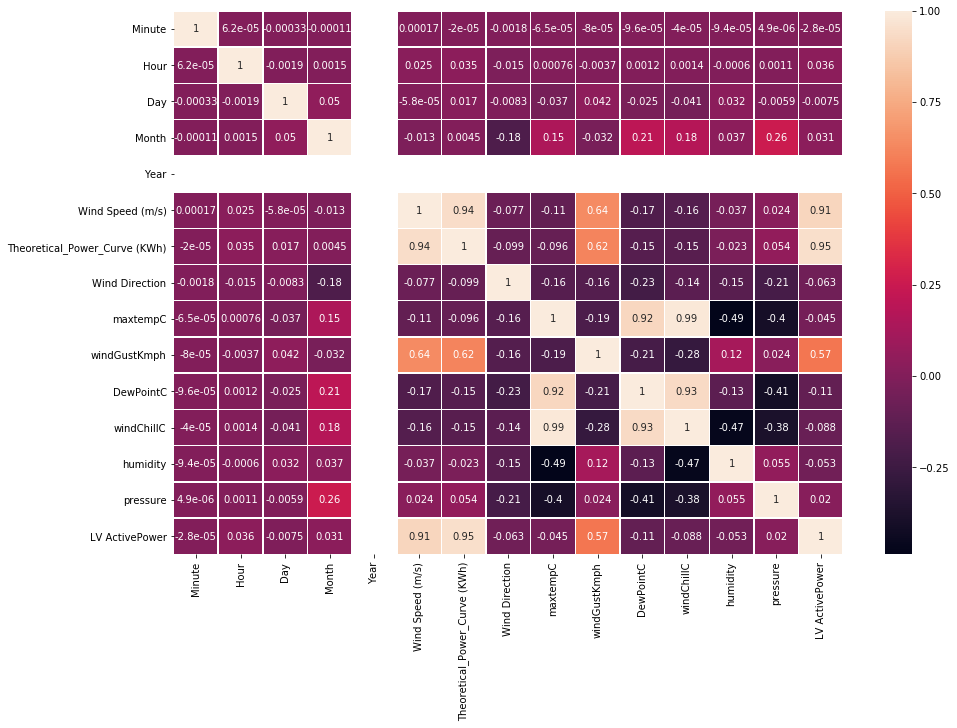 Minute 1 6.2e-05 -0.00033 -0.00011 0.00017 -2e-05 -0.0018 -6.5e-05 -8e-05 -9.6e-05 -4e-05 -9.4e-05 4.9e-06 -2.8e-05 1.00
Hour 6.2e-05 1 -0.0019 0.0015 0.025 0.035 -0.015 0.00076 -0.0037 0.0012 0.0014 -0.0006 0.0011 0.036
Day -0.00033 -0.0019 1 0.05 -5.8e-05 0.017 -0.0083 -0.037 0.042 -0.025 -0.041 0.032 -0.0059 -0.0075 0.75
Month -0.00011 0.0015 0.05 1 -0.013 0.0045 -0.18 0.15 -0.032 0.21 0.18 0.037 0.26 0.031
Year
Wind Speed (m/s) 0.00017 0.025 -5.8e-05 -0.013 1 0.94 -0.077 -0.11 0.64 -0.17 -0.16 -0.037 0.024 0.91 0.50
Theoretical_Power_Curve (KWh) -2e-05 0.035 0.017 0.0045 0.94 1 -0.099 -0.096 0.62 -0.15 -0.15 -0.023 0.054 0.95
Wind Direction -0.0018 -0.015 -0.0083 -0.18 -0.077 -0.099 1 -0.16 -0.16 -0.23 -0.14 -0.15 -0.21 -0.063 0.25
maxtempC -6.5e-05 0.00076 -0.037 0.15 -0.11 -0.096 -0.16 1 -0.19 0.92 0.99 -0.49 -0.4 -0.045
windGustKmph -8e-05 -0.0037 0.042 -0.032 0.64 0.62 -0.16 -0.19 1 -0.21 -0.28 0.12 0.024 0.57 0.00
DewPointC -9.6e-05 0.0012 -0.025 0.21 -0.17 -0.15 -0.23 0.92 -0.21 1 0.93 -0.13 -0.41 -0.11
windChillC -4e-05 0.0014 -0.041 0.18 -0.16 -0.15 -0.14 0.99 -0.28 0.93 1 -0.47 -0.38 -0.088
humidity -9.4e-05 -0.0006 0.032 0.037 -0.037 -0.023 -0.15 -0.49 0.12 -0.13 -0.47 1 0.055 -0.053 −0.25
pressure 4.9e-06 0.0011 -0.0059 0.26 0.024 0.054 -0.21 -0.4 0.024 -0.41 -0.38 0.055 1 0.02
LV ActivePower -2.8e-05 0.036 -0.0075 0.031 0.91 0.95 -0.063 -0.045 0.57 -0.11 -0.088 -0.053 0.02 1
Minute
Hour
Day
Month
Year
Wind Speed (m/s)
Theoretical_Power_Curve (KWh)
Wind Direction
maxtempC
windGustKmph
DewPointC
windChillC
humidity
pressure
LV ActivePower